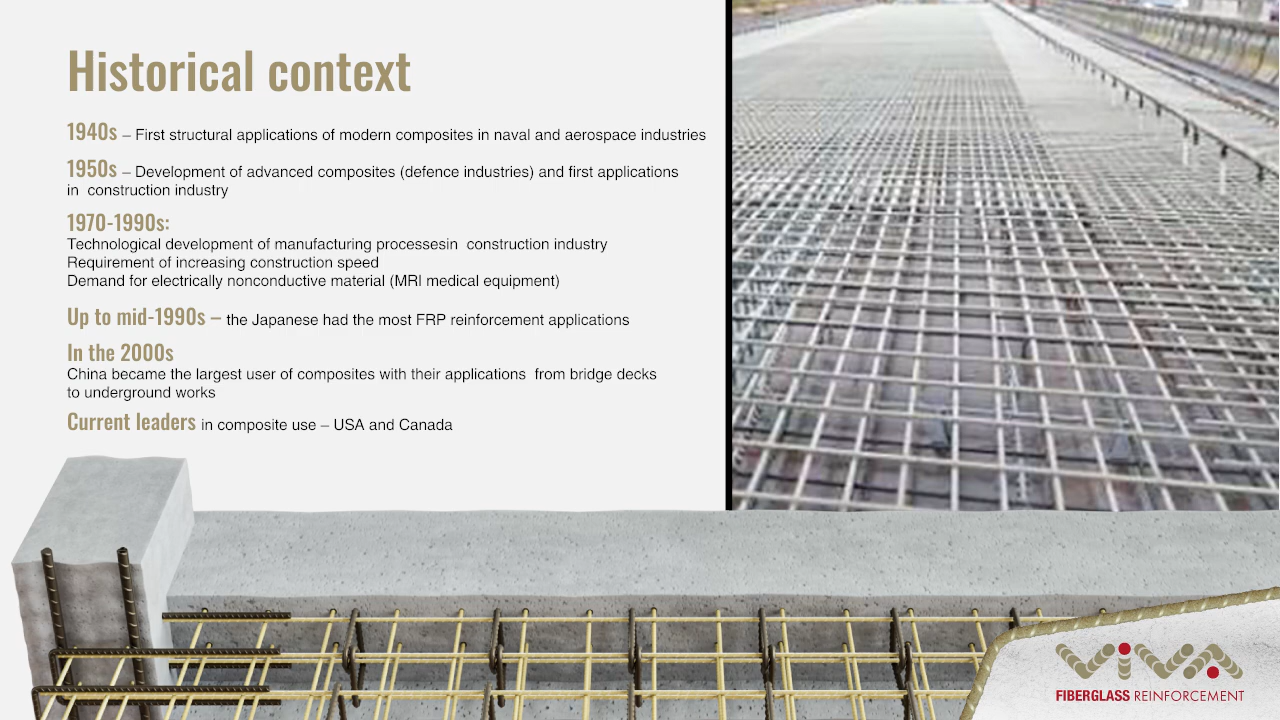 Historical context
1940s – First structural applications of modern composites in naval and aerospace industries
1950s – Development of advanced composites (defence industries) and first applications
in  construction industry
1970-1990s:
Technological development of manufacturing processesin  construction industry
Requirement of increasing construction speed
Demand for electrically nonconductive material (MRI medical equipment)
Up to mid-1990s – the Japanese had the most FRP reinforcement applications
In the 2000s
China became the largest user of composites with their applications  from bridge decks
to underground works
Current leaders in composite use – USA and Canada
VIVA
FIBERGLASS REINFORCEMENT